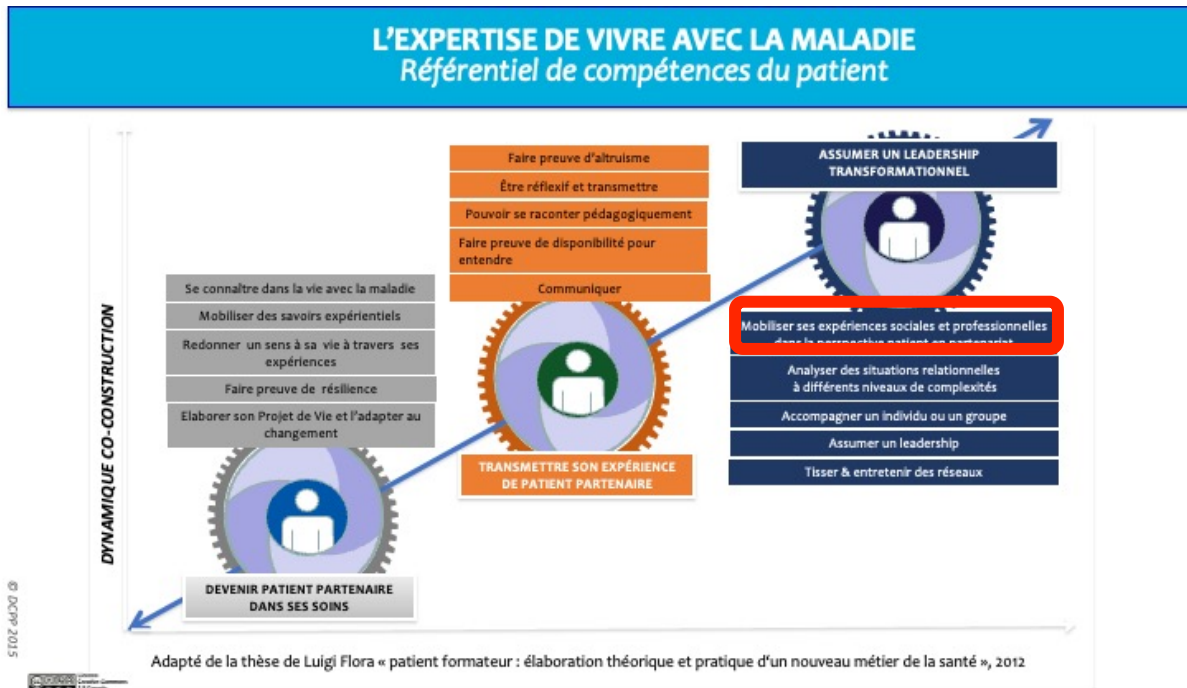 L'EXPERTISE DE VIVRE AVEC LA MALADIE
Référentiel de compétences du patient
DYNAMIQUE CO-CONSTRUCTION
Se connaître dans la vie avec la maladie
Mobiliser des savoirs expérientiels
Redonner un sens à sa vie à travers ses
expériences
Faire preuve de résilience
Elaborer son Projet de Vie et l'adapter au
changement
DEVENIR PATIENT PARTENAIRE
DANS SES SOINS
Faire preuve d'altruisme
Être réflexif et transmettre
Pouvoir se raconter pédagogiquement
Faire preuve de disponibilité pour
entendre
Communiquer
TRANSMETTRE SON EXPÉRIENCE
DE PATIENT PARTENAIRE
ASSUMER UN LEADERSHIP
TRANSFORMATIONNEL
Mobiliser ses expériences sociales et professionnelles
dans la perspective patient en partenariat
Analyser des situations relationnelles
à différents niveaux de complexités
Accompagner un individu ou un groupe
Assumer un leadership
Tisser & entretenir des réseaux
© DCPP 2015
Adapté de la thèse de Luigi Flora « patient formateur : élaboration théorique et pratique d'un nouveau métier de la santé », 2012